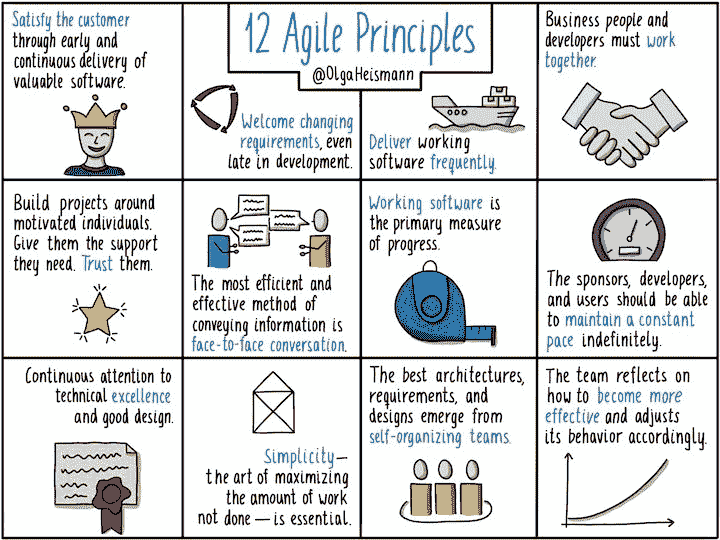 12 Agile Principles
@OlgaHeismann
Satisfy the customer
through early and
continuous delivery of
valuable software.
Welcome changing
requirements, even
late in development.
Deliver working
software frequently.
Business people and
developers must work
together.
Build projects around
motivated individuals.
Give them the support
they need. Trust them.
The most efficient and
effective method of
conveying information is
face-to-face conversation.
Working software is
the primary measure
of progress.
The sponsors, developers,
and users should be able
to maintain a constant
pace indefinitely.
Continuous attention to
technical excellence
and good design.
Simplicity—
the art of maximizing
the amount of work
not done — is essential.
The best architectures,
requirements, and
designs emerge from
self-organizing teams.
The team reflects on
how to become more
effective and adjusts
its behavior accordingly.